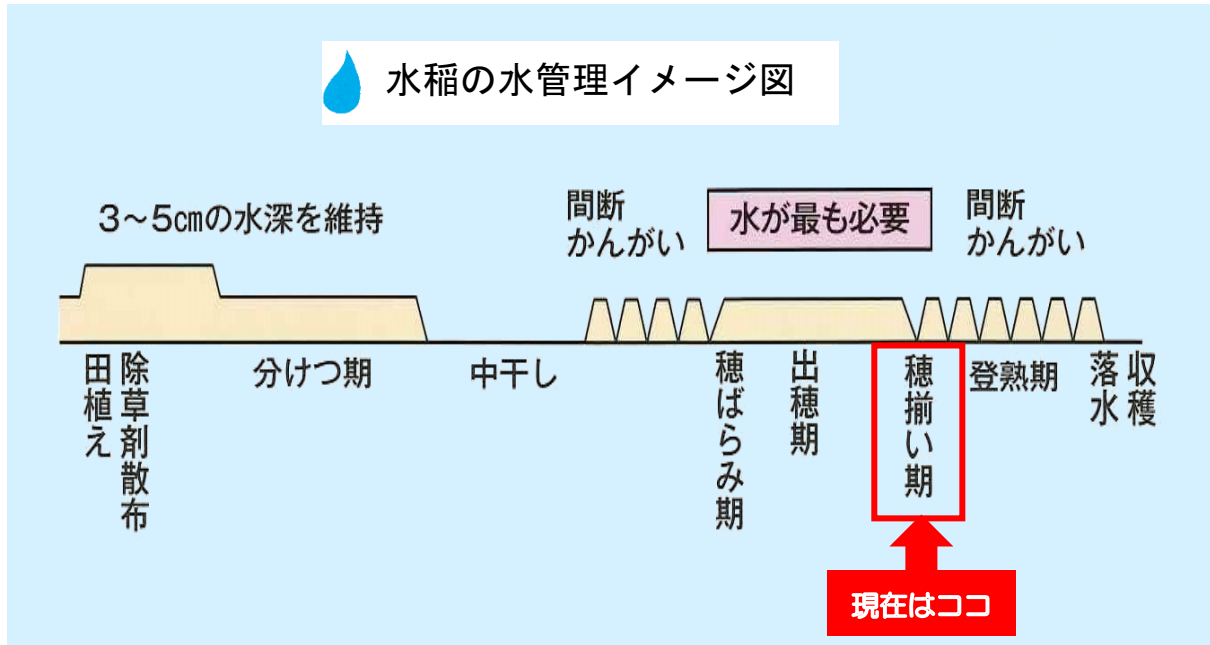 水稲の水管理イメージ図
3～5㎝の水深を維持
間断
かんがい
水が最も必要
間断
かんがい
田植え
除草剤散布
分けつ期
中干し
穂ばらみ期
出穂期
穂揃い期
登熟期
落水
収穫
現在はココ